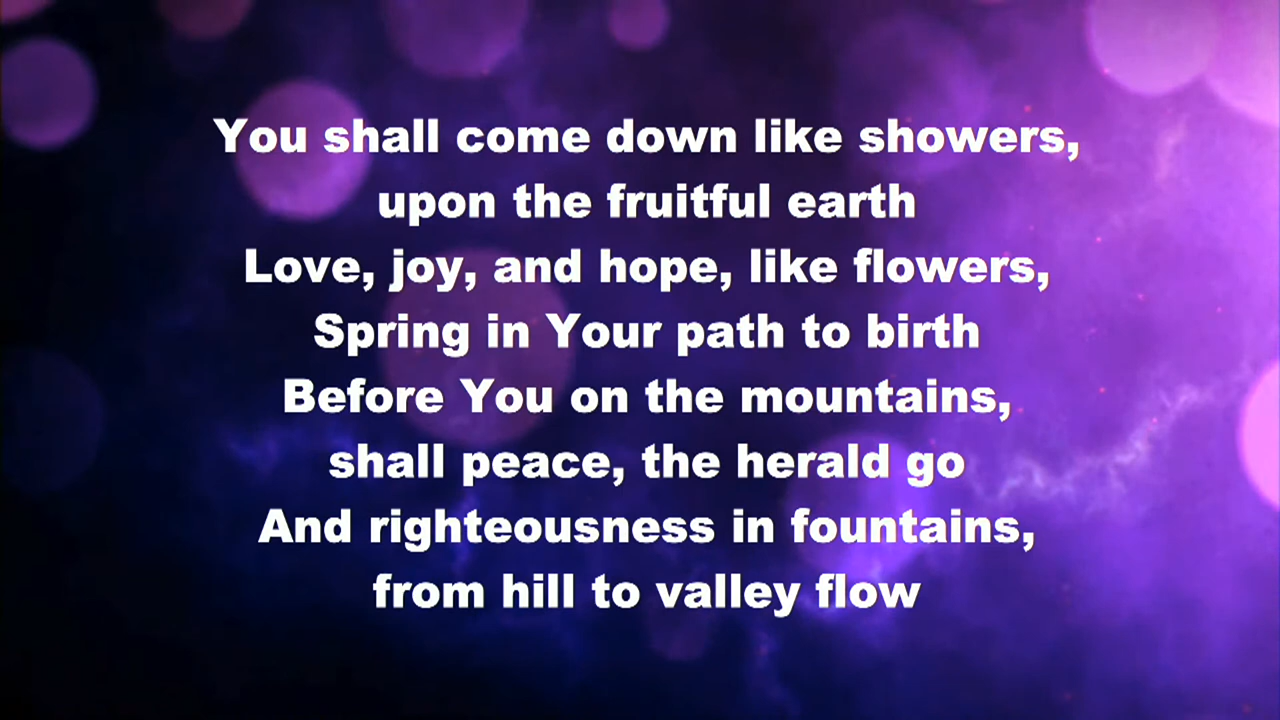 You shall come down like showers,
upon the fruitful earth
Love, joy, and hope, like flowers,
Spring in Your path to birth
Before You on the mountains,
shall peace, the herald go
And righteousness in fountains,
from hill to valley flow